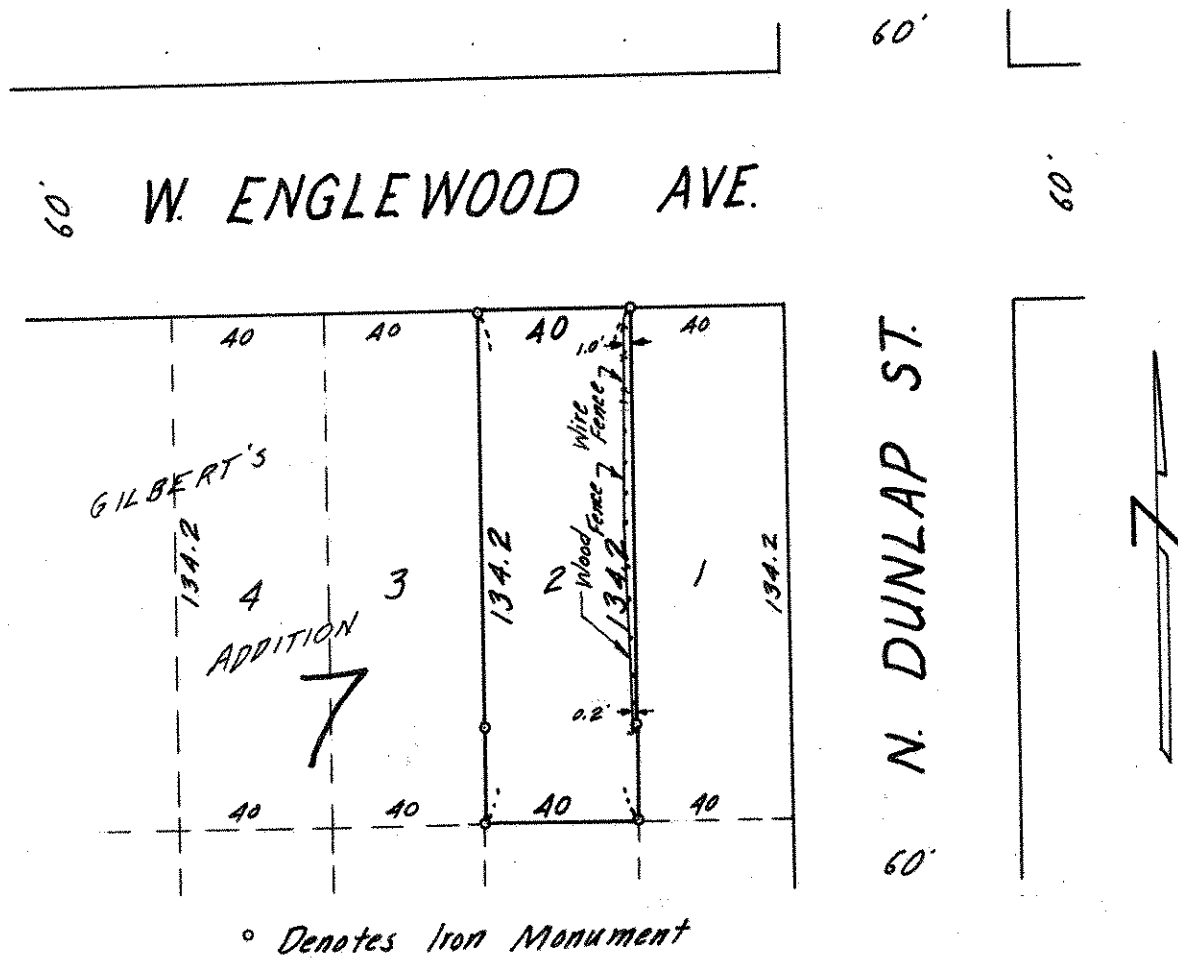 60'
60'
W. ENGLEWOOD AVE.
60'
40
40
40
40
1.0'
Wire
Fence
Wood
Fence
GILBERT'S
134.2
134.2
134.2
134.2
4
3
2
1
ADDITION
7
0.2'
40
40
40
40
N. DUNLAP ST.
60'
° Denotes Iron Monument